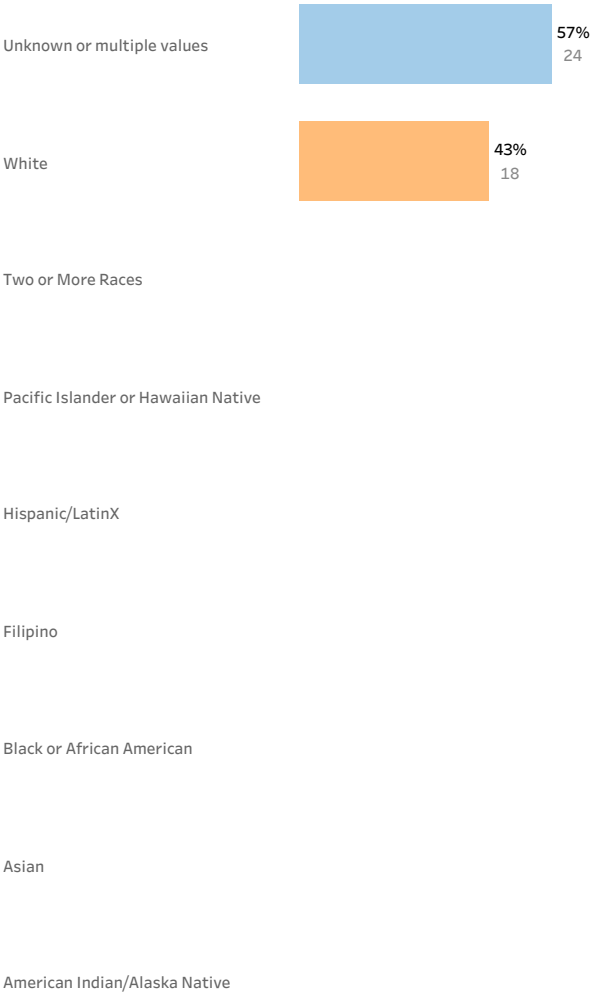 Unknown or multiple values
57%
24
White
43%
18
Two or More Races
Pacific Islander or Hawaiian Native
Hispanic/LatinX
Filipino
Black or African American
Asian
American Indian/Alaska Native